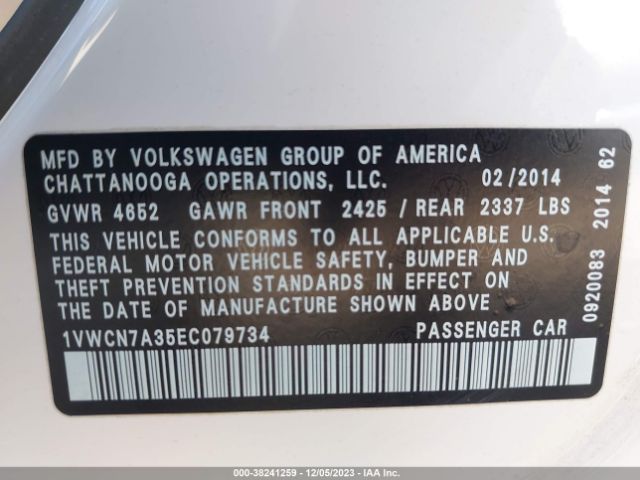 MFD BY VOLKSWAGEN GROUP OF AMERICA
CHATTANOOGA OPERATIONS, LLC. 02/2014
GVWR 4652 GAWR FRONT 2425 / REAR 2337 LBS
THIS VEHICLE CONFORMS TO ALL APPLICABLE U.S.
FEDERAL MOTOR VEHICLE SAFETY, BUMPER AND
THEFT PREVENTION STANDARDS IN EFFECT ON
THE DATE OF MANUFACTURE SHOWN ABOVE
1VWCN7A35EC079734 PASSENGER CAR
0920083 2014 62
000-38241259 - 12/05/2023 - IAA Inc.